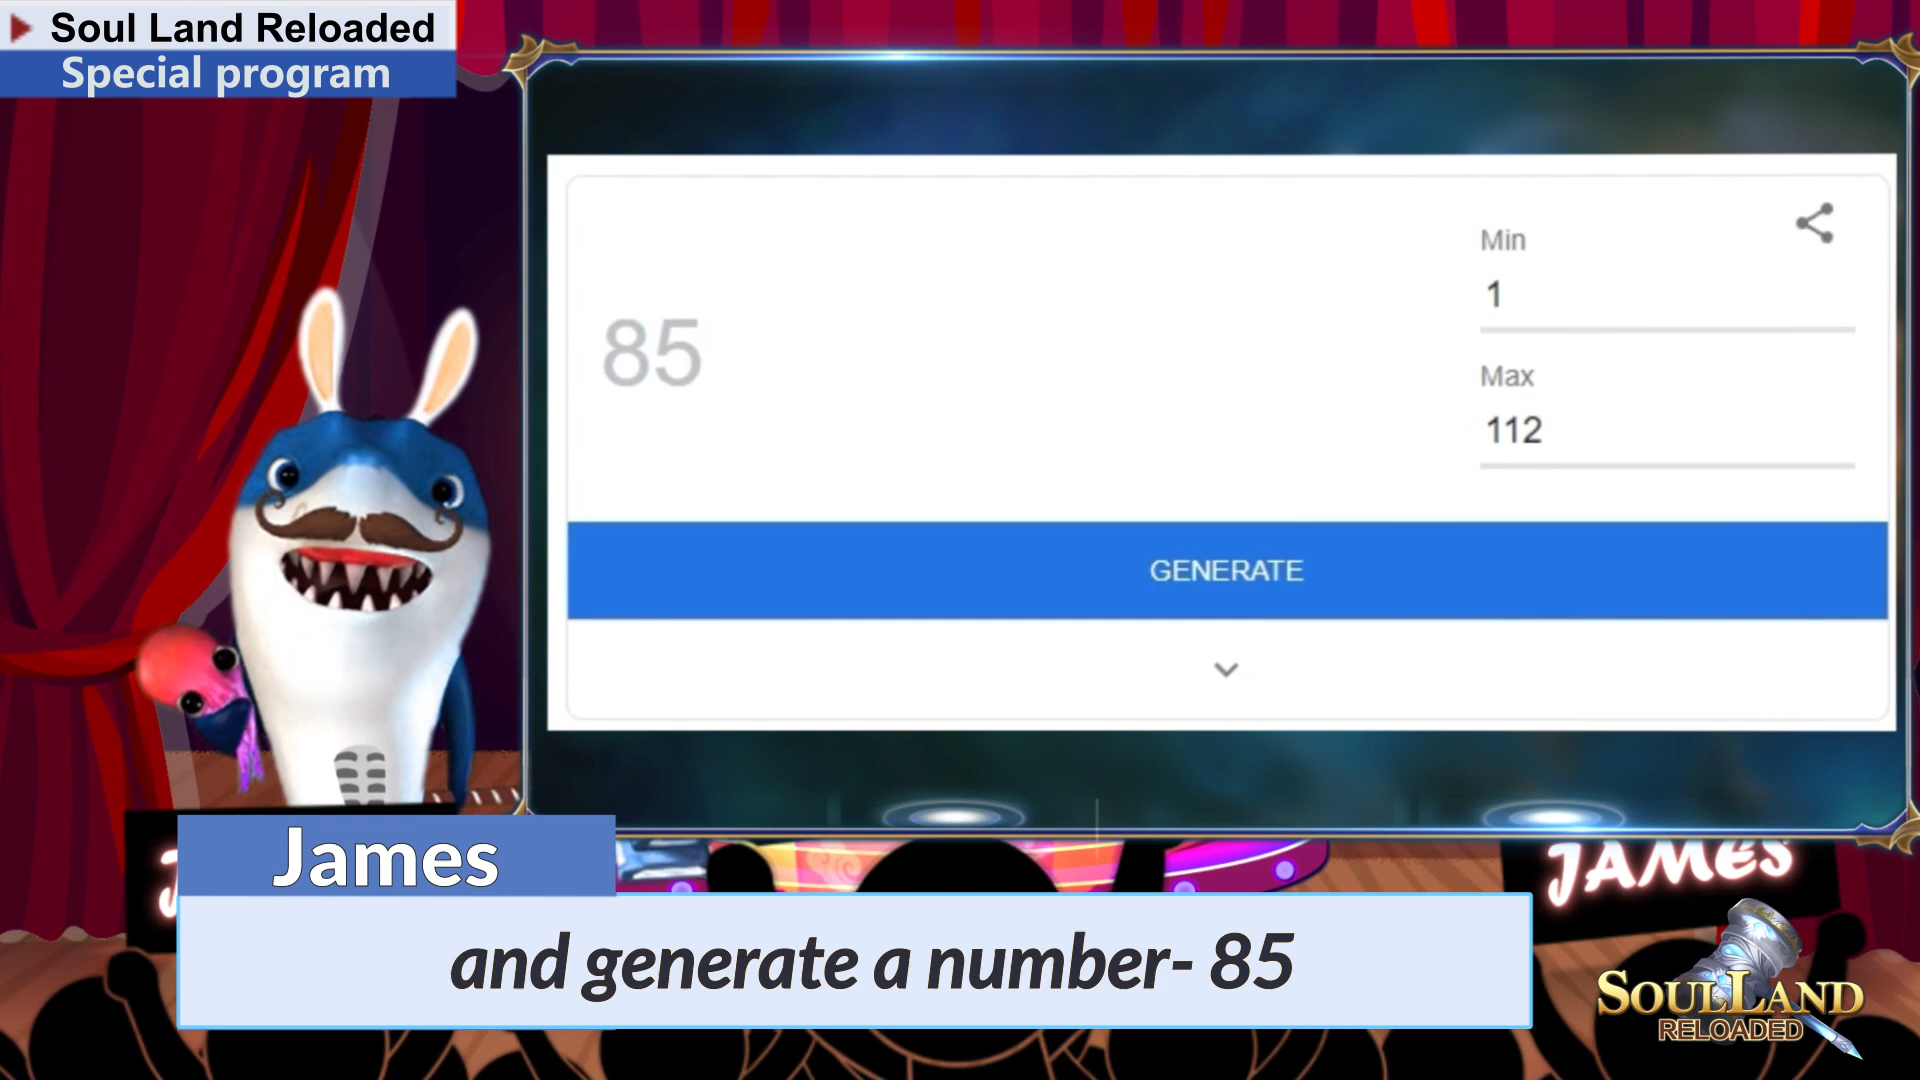 Soul Land Reloaded
Special program
85
Min
1
Max
112
GENERATE
James
and generate a number- 85
JAMES
SOULLAND
RELOADED